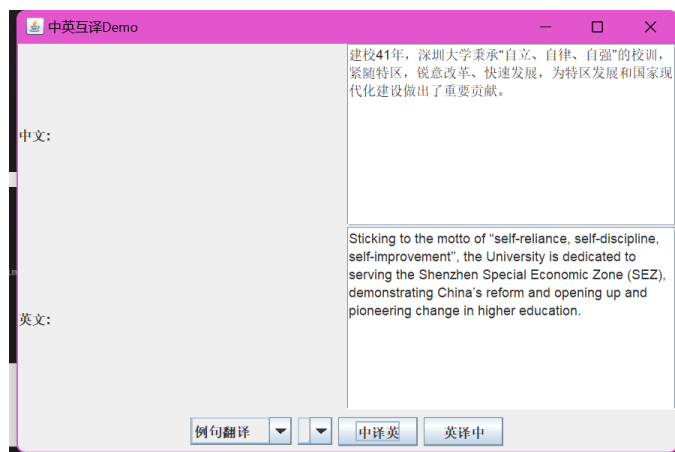 中英互译Demo
中文:
建校41年，深圳大学秉承“自立、自律、自强”的校训，
紧随特区，锐意改革、快速发展，为特区发展和国家现
代化建设做出了重要贡献。
英文:
Sticking to the motto of “self-reliance, self-discipline,
self-improvement”, the University is dedicated to
serving the Shenzhen Special Economic Zone (SEZ),
demonstrating China’s reform and opening up and
pioneering change in higher education.
例句翻译
中译英
英译中